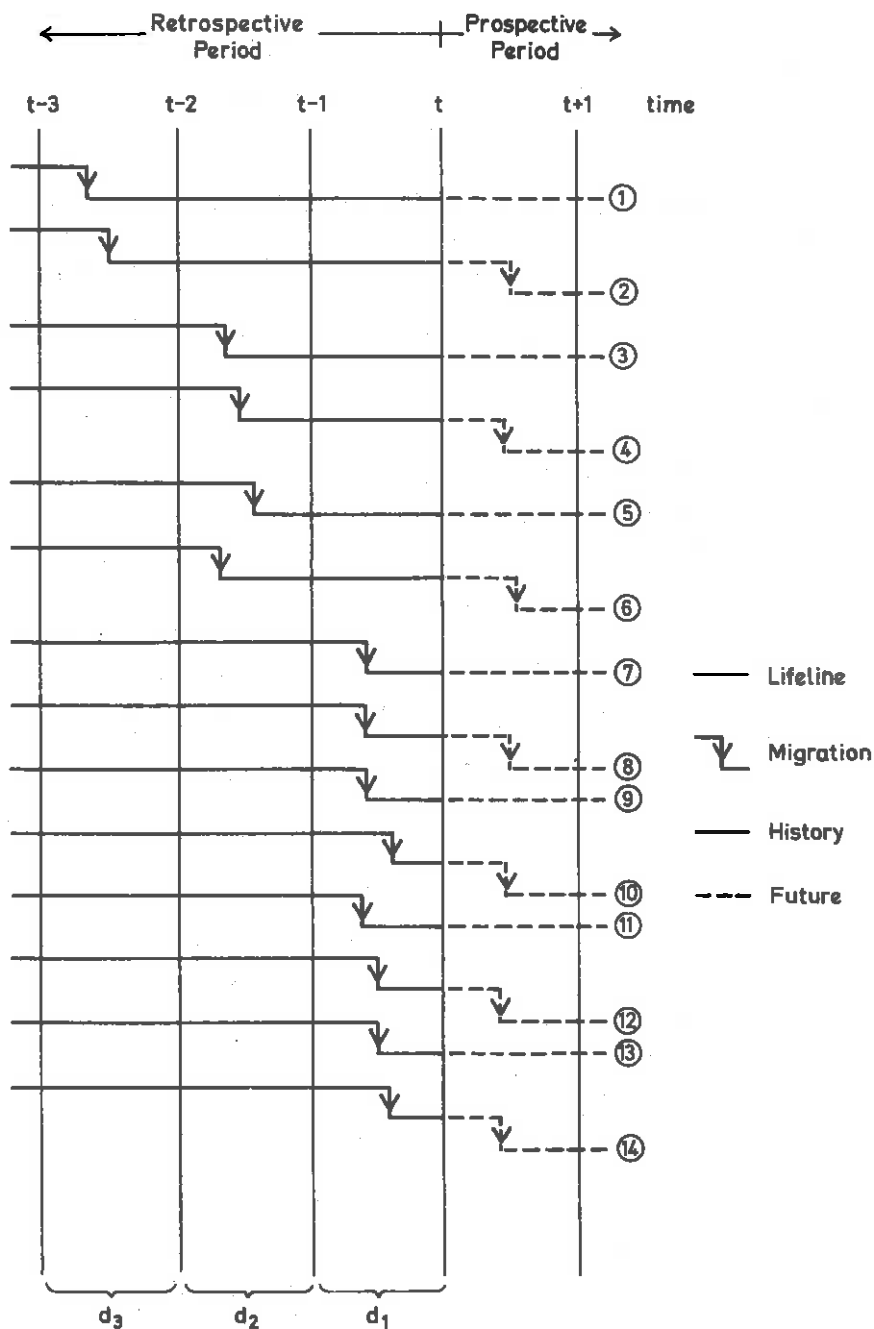 Retrospective Period
Prospective Period
t-3 t-2 t-1 t t+1 time
1
2
3
4
5
6
7
8
9
10
11
12
13
14
Lifeline
Migration
History
Future
d3 d2 d1